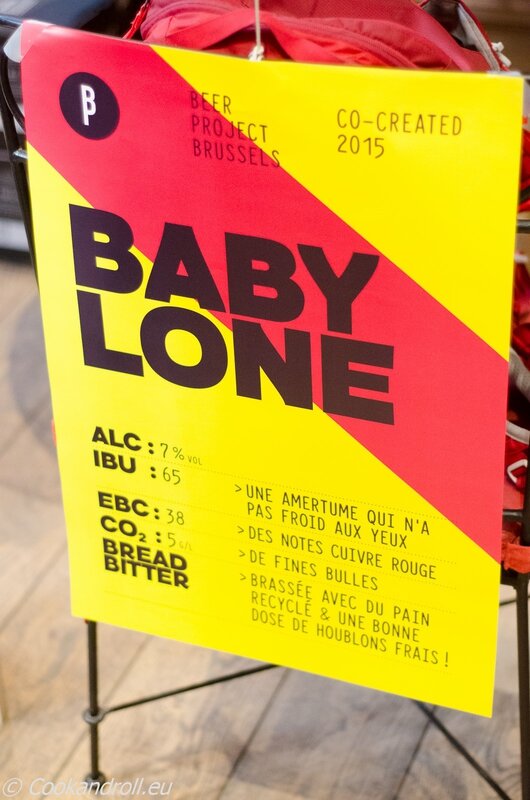 BP
BEER
PROJECT
BRUSSELS
CO-CREATED
2015
BABY
LONE
ALC : 7% VOL
IBU : 65
EBC : 38
CO₂ : 5 G/L
BREAD
BITTER
> UNE AMERTUME QUI N'A
PAS FROID AUX YEUX
> DES NOTES CUIVRE ROUGE
> DE FINES BULLES
> BRASSÉE AVEC DU PAIN
RECYCLÉ & UNE BONNE
DOSE DE HOUBLONS FRAIS !
© Cookandroll.eu